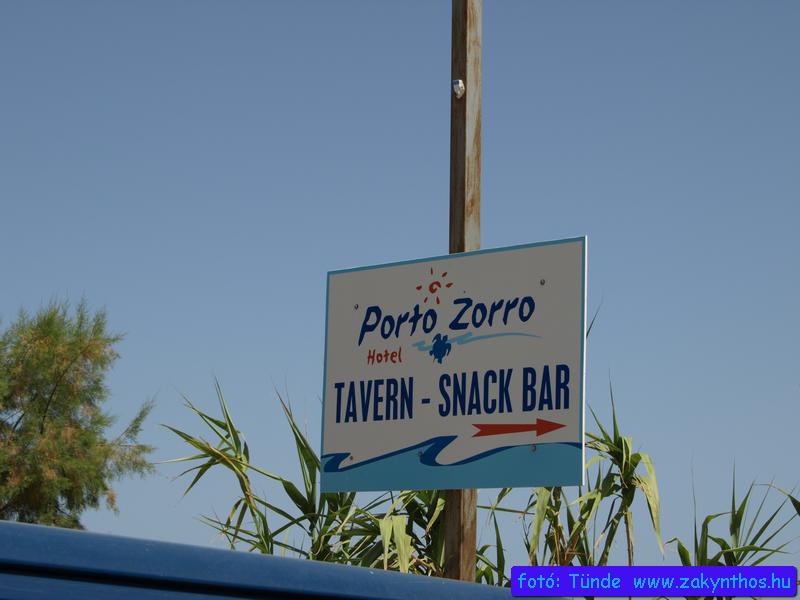 Porto Zorro
Hotel
TAVERN - SNACK BAR
fotó: Tünde www.zakynthos.hu